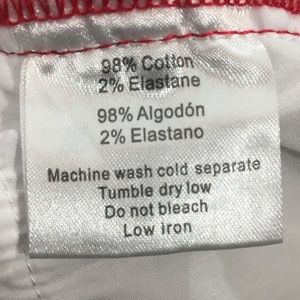 98% Cotton
2% Elastane
98% Algodón
2% Elastano
Machine wash cold separate
Tumble dry low
Do not bleach
Low iron